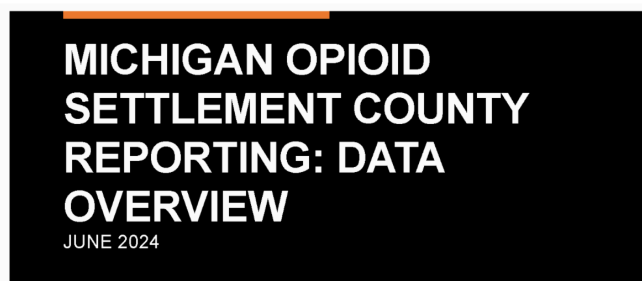 MICHIGAN OPIOID
SETTLEMENT COUNTY
REPORTING: DATA
OVERVIEW
JUNE 2024